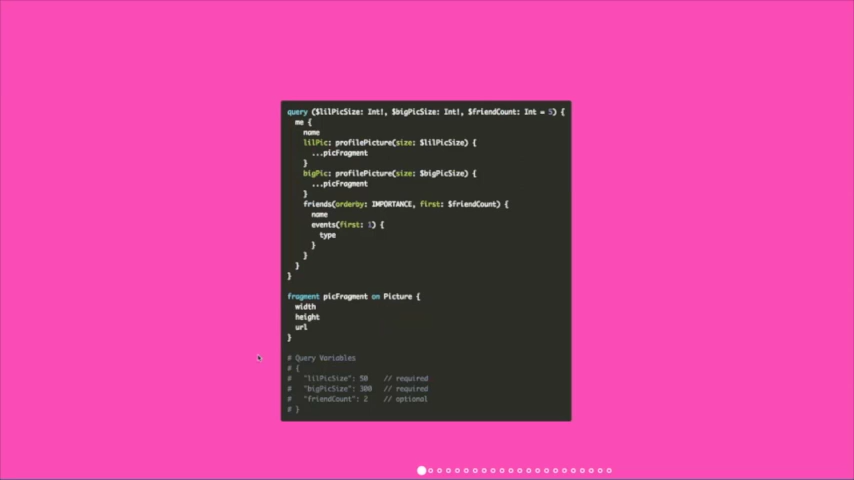 query ($lilPicSize: Int!, $bigPicSize: Int!, $friendCount: Int = 5) {
me {
name
lilPic: profilePicture(size: $lilPicSize) {
...picFragment
}
bigPic: profilePicture(size: $bigPicSize) {
...picFragment
}
friends(orderby: IMPORTANCE, first: $friendCount) {
name
events(first: 1) {
type
}
}
}
}
fragment picFragment on Picture {
width
height
url
}
# Query Variables
# {
#   "lilPicSize": 50    // required
#   "bigPicSize": 300   // required
#   "friendCount": 2    // optional
# }